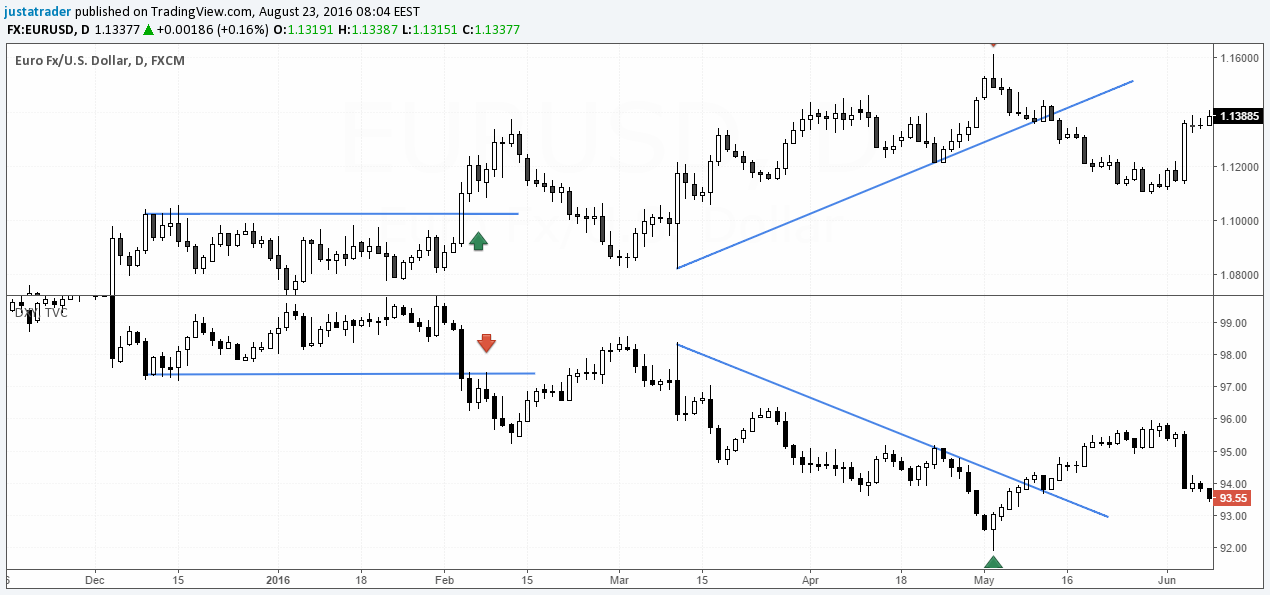 justatrader published on TradingView.com, August 23, 2016 08:04 EEST
FX:EURUSD, D 1.13377 ▲ +0.00186 (+0.16%) O:1.13191 H:1.13387 L:1.13151 C:1.13377
Euro Fx/U.S. Dollar, D, FXCM
1.16000
1.13885
1.12000
1.10000
1.08000
DXY, TVC
99.00
98.00
97.00
96.00
95.00
94.00
93.55
93.00
92.00
6 Dec 15 2016 18 Feb 15 Mar 15 Apr 18 May 16 Jun